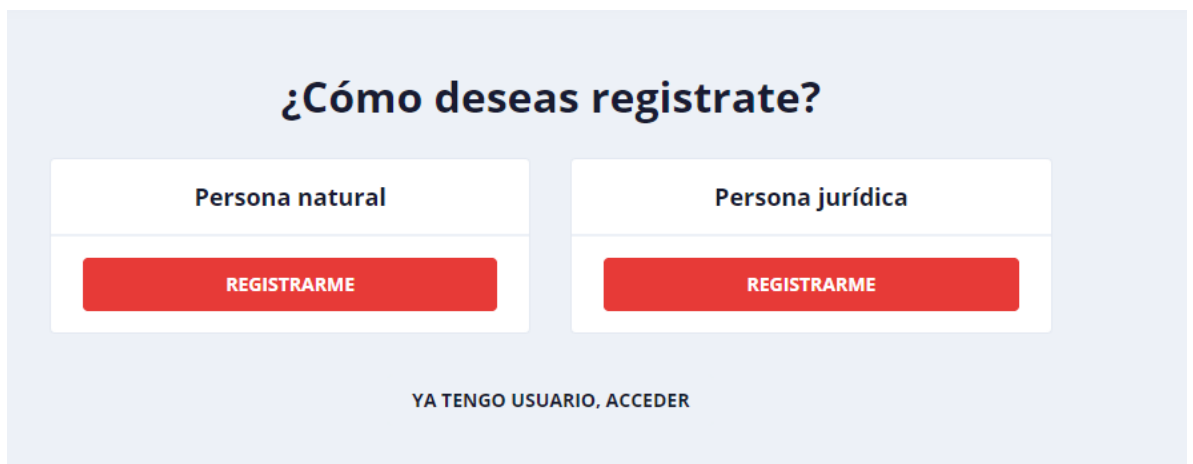 ¿Cómo deseas registrate?
Persona natural
Persona jurídica
REGISTRARME
REGISTRARME
YA TENGO USUARIO, ACCEDER